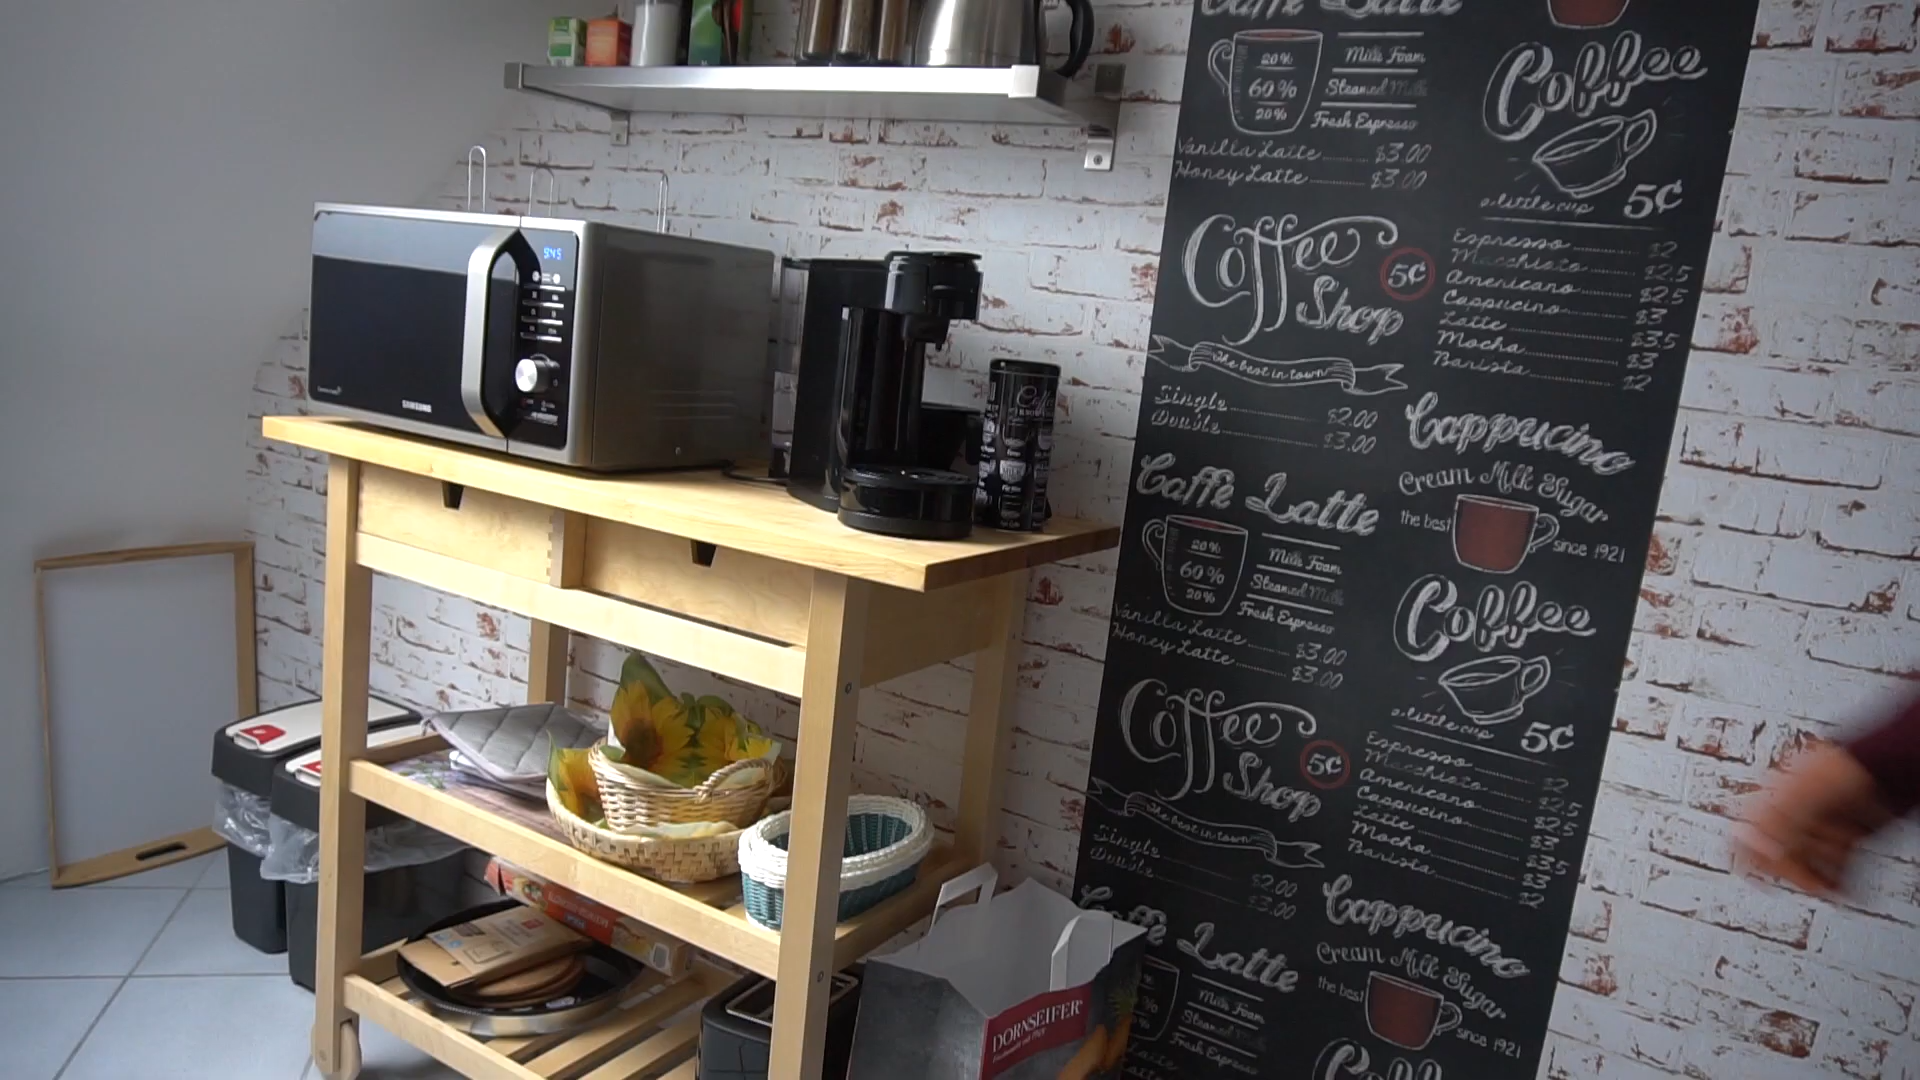 Caffè Latte
20%
60%
20%
Milk Foam
Steamed Milk
Fresh Espresso
Vanilla Latte ........ $3.00
Honey Latte ........ $3.00
Coffee
a little cup 5¢
Coffee
Shop
5¢
The best in town
Single ........ $2.00
Double ........ $3.00
Espresso ........ $2
Macchiato ........ $2.5
Americano ........ $2.5
Cappucino ........ $3
Latte ........ $3.5
Mocha ........ $3
Barista ........ $2
Cappucino
Cream Milk Sugar
the best
since 1921
Caffè Latte
20%
60%
20%
Milk Foam
Steamed Milk
Fresh Espresso
Vanilla Latte ........ $3.00
Honey Latte ........ $3.00
Coffee
a little cup 5¢
Coffee
Shop
5¢
The best in town
Single ........ $2.00
Double ........ $3.00
Espresso ........ $2
Macchiato ........ $2.5
Americano ........ $2.5
Cappucino ........ $3
Latte ........ $3.5
Mocha ........ $3
Barista ........ $2
Cappucino
Cream Milk Sugar
the best
since 1921
Caffè Latte
Milk Foam
Steamed Milk
Fresh Espresso
5:45
SAMSUNG
DORNSEIFER